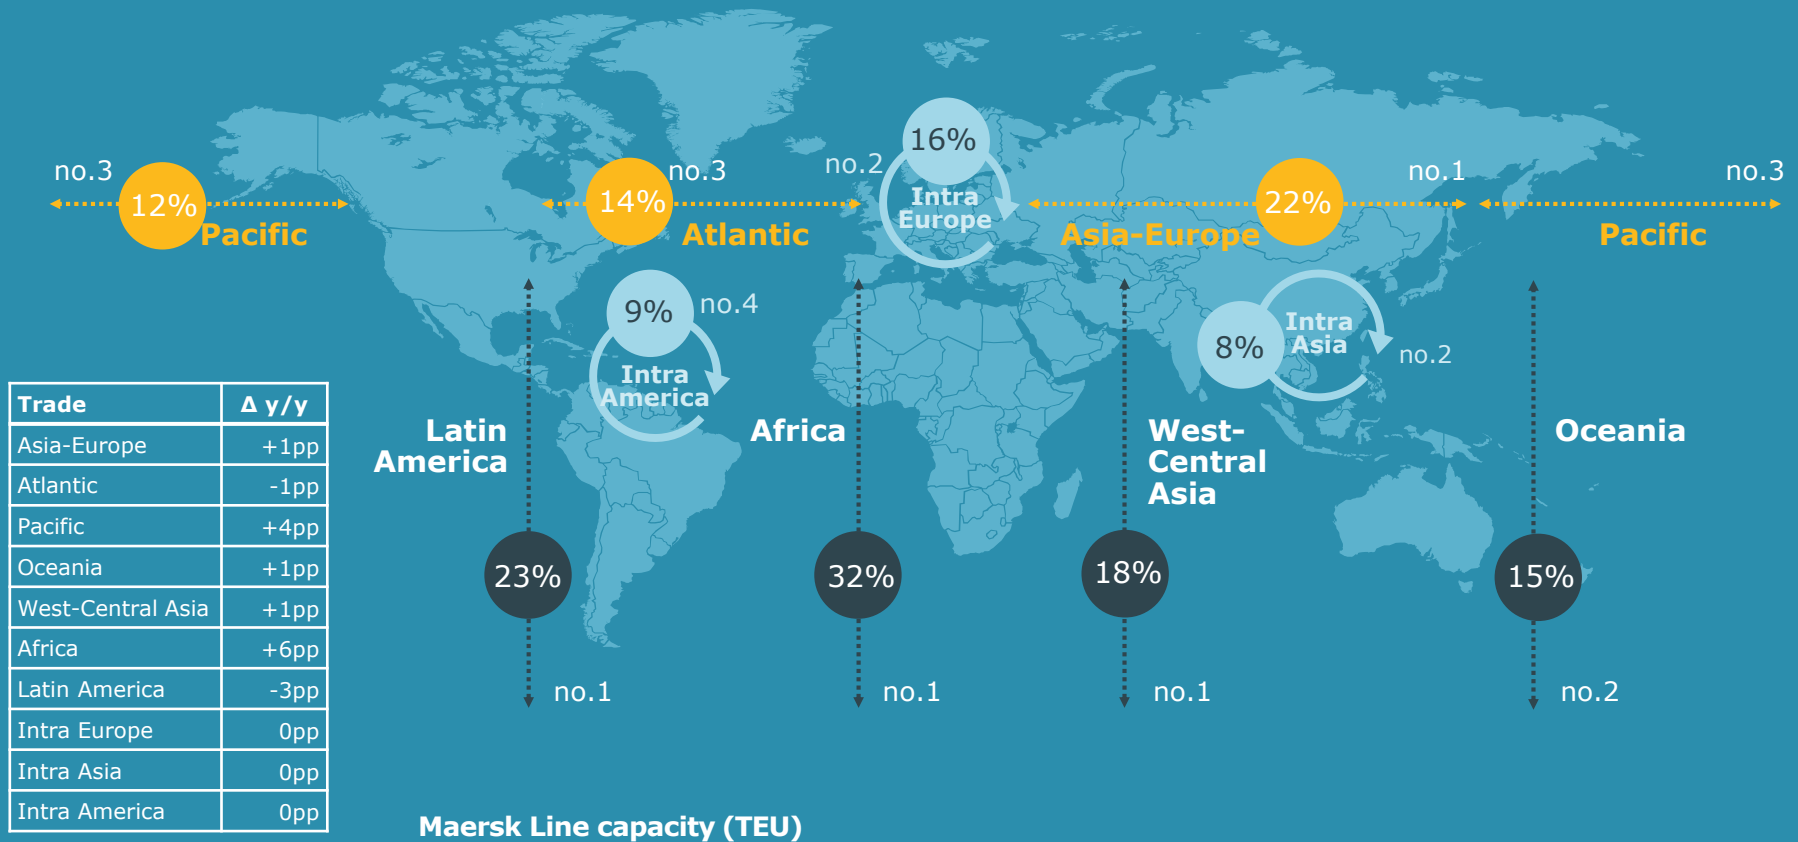 no.3
12%
Pacific
14%
no.3
Atlantic
no.2
16%
Intra
Europe
Asia-Europe
22%
no.1
no.3
Pacific
9%
no.4
Intra
America
8%
Intra
Asia
no.2
Trade Δ y/y
Asia-Europe +1pp
Atlantic -1pp
Pacific +4pp
Oceania +1pp
West-Central Asia +1pp
Africa +6pp
Latin America -3pp
Intra Europe 0pp
Intra Asia 0pp
Intra America 0pp
Latin
America
23%
no.1
Africa
32%
no.1
West-
Central
Asia
18%
no.1
Oceania
15%
no.2
Maersk Line capacity (TEU)